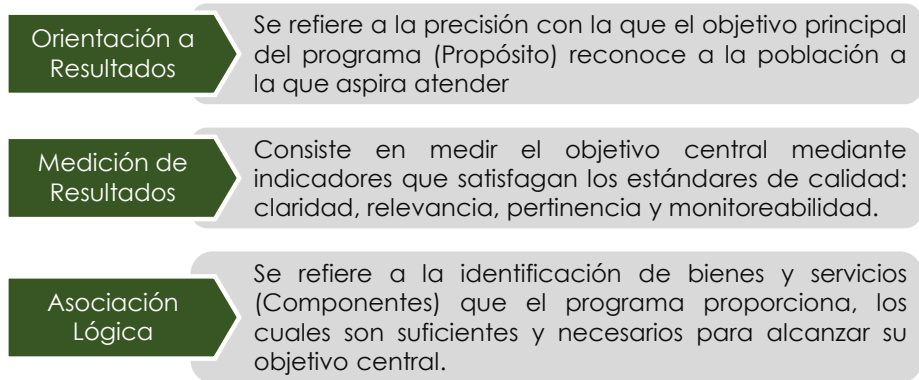 Orientación a
Resultados
Se refiere a la precisión con la que el objetivo principal
del programa (Propósito) reconoce a la población a
la que aspira atender
Medición de
Resultados
Consiste en medir el objetivo central mediante
indicadores que satisfagan los estándares de calidad:
claridad, relevancia, pertinencia y monitoreabilidad.
Asociación
Lógica
Se refiere a la identificación de bienes y servicios
(Componentes) que el programa proporciona, los
cuales son suficientes y necesarios para alcanzar su
objetivo central.